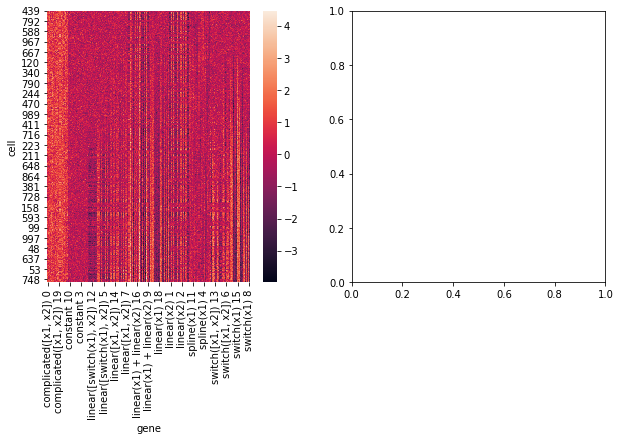 439
792
588
967
667
120
340
790
244
470
989
411
716
223
211
648
864
381
728
158
593
99
997
48
637
53
748
cell
complicated([x1, x2]) 0
complicated([x1, x2]) 19
constant 10
constant 3
linear([switch(x1), x2]) 12
linear([switch(x1), x2]) 5
linear([x1, x2]) 14
linear([x1, x2]) 7
linear(x1) + linear(x2) 16
linear(x1) + linear(x2) 9
linear(x1) 18
linear(x2) 1
linear(x2) 2
spline(x1) 11
spline(x1) 4
switch([x1, x2]) 13
switch([x1, x2]) 6
switch(x1) 15
switch(x1) 8
gene
4
3
2
1
0
−1
−2
−3
1.0
0.8
0.6
0.4
0.2
0.0
0.0 0.2 0.4 0.6 0.8 1.0